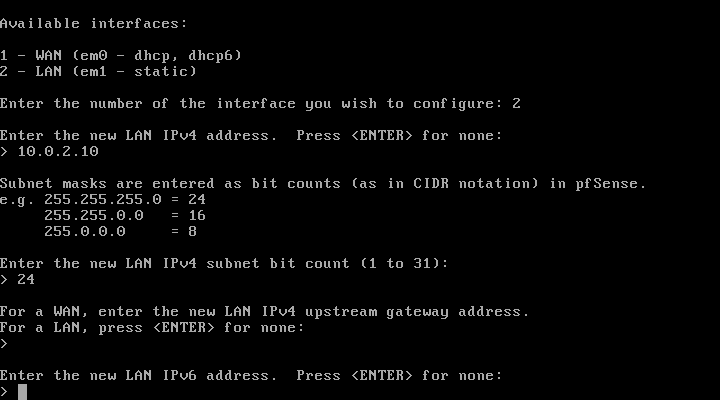 Available interfaces:
1 - WAN (em0 - dhcp, dhcp6)
2 - LAN (em1 - static)
Enter the number of the interface you wish to configure: 2
Enter the new LAN IPv4 address.  Press <ENTER> for none:
> 10.0.2.10
Subnet masks are entered as bit counts (as in CIDR notation) in pfSense.
e.g. 255.255.255.0 = 24
     255.255.0.0   = 16
     255.0.0.0     = 8
Enter the new LAN IPv4 subnet bit count (1 to 31):
> 24
For a WAN, enter the new LAN IPv4 upstream gateway address.
For a LAN, press <ENTER> for none:
>
Enter the new LAN IPv6 address.  Press <ENTER> for none:
>